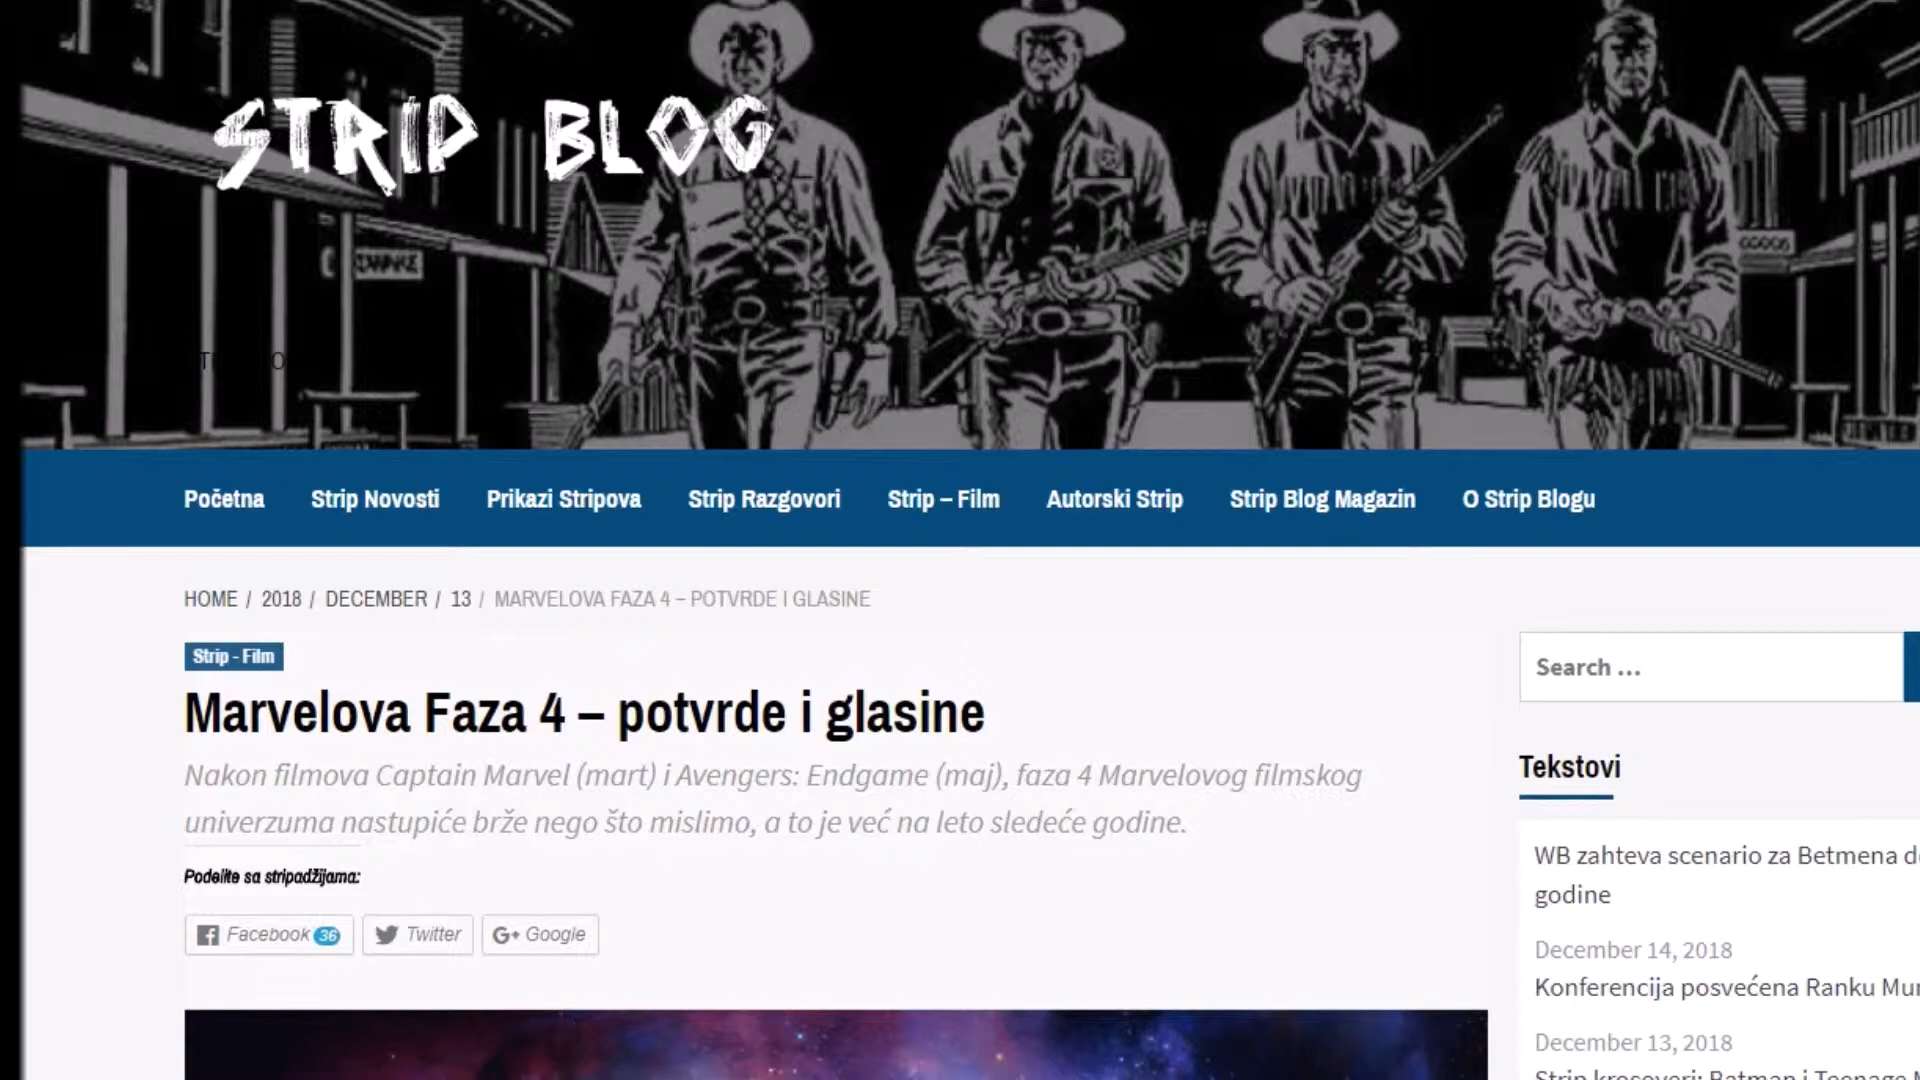 STRIP BLOG
Početna Strip Novosti Prikazi Stripova Strip Razgovori Strip – Film Autorski Strip Strip Blog Magazin O Strip Blogu
HOME / 2018 / DECEMBER / 13 / MARVELOVA FAZA 4 – POTVRDE I GLASINE
Strip - Film
Marvelova Faza 4 – potvrde i glasine
Nakon filmova Captain Marvel (mart) i Avengers: Endgame (maj), faza 4 Marvelovog filmskog
univerzuma nastupiće brže nego što mislimo, a to je već na leto sledeće godine.
Podelite sa stripadžijama:
Facebook 36 Twitter G+ Google
Search ...
Tekstovi
WB zahteva scenario za Betmena
godine
December 14, 2018
Konferencija posvećena Ranku
December 13, 2018
Strip krosoveri: Batman i Teenage